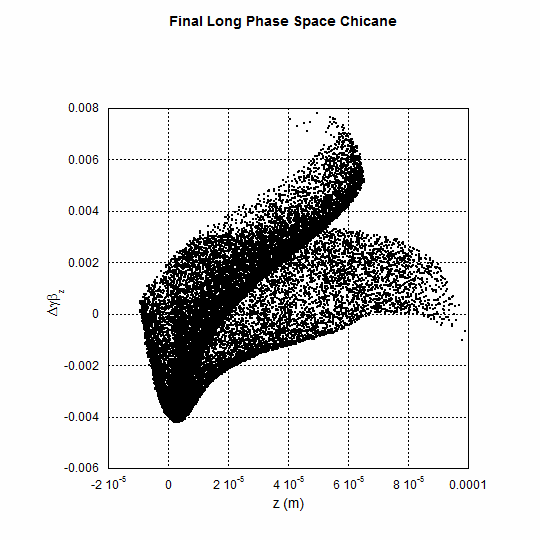 Final Long Phase Space Chicane
0.008
0.006
0.004
0.002
0
-0.002
-0.004
-0.006
Δγβz
-2 10-5 0 2 10-5 4 10-5 6 10-5 8 10-5 0.0001
z (m)